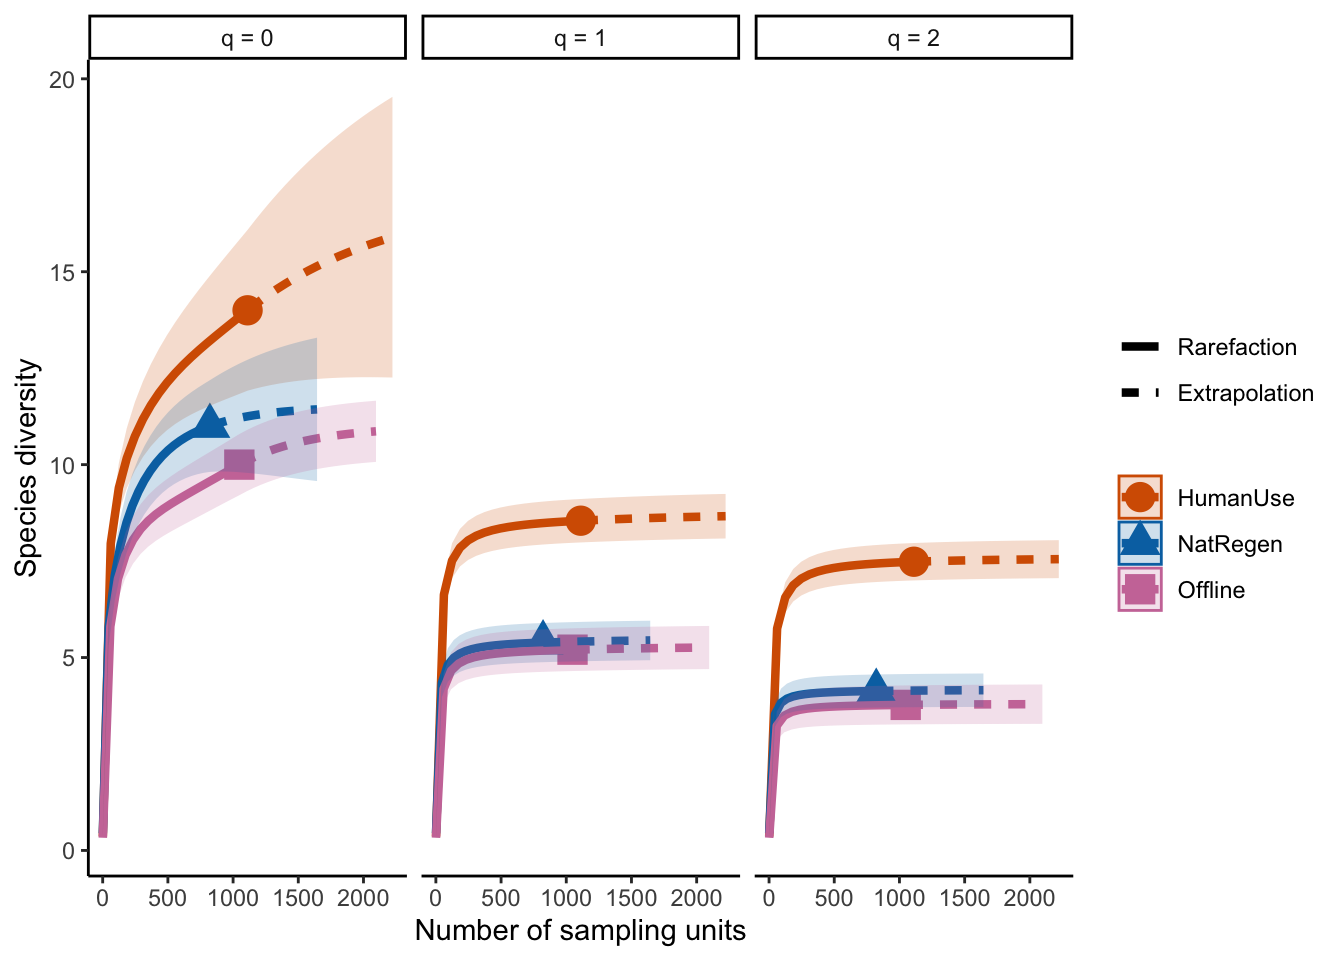 q = 0
q = 1
q = 2
20
15
10
5
0
Species diversity
0 500 1000 1500 2000
0 500 1000 1500 2000
0 500 1000 1500 2000
Number of sampling units
Rarefaction
Extrapolation
HumanUse
NatRegen
Offline